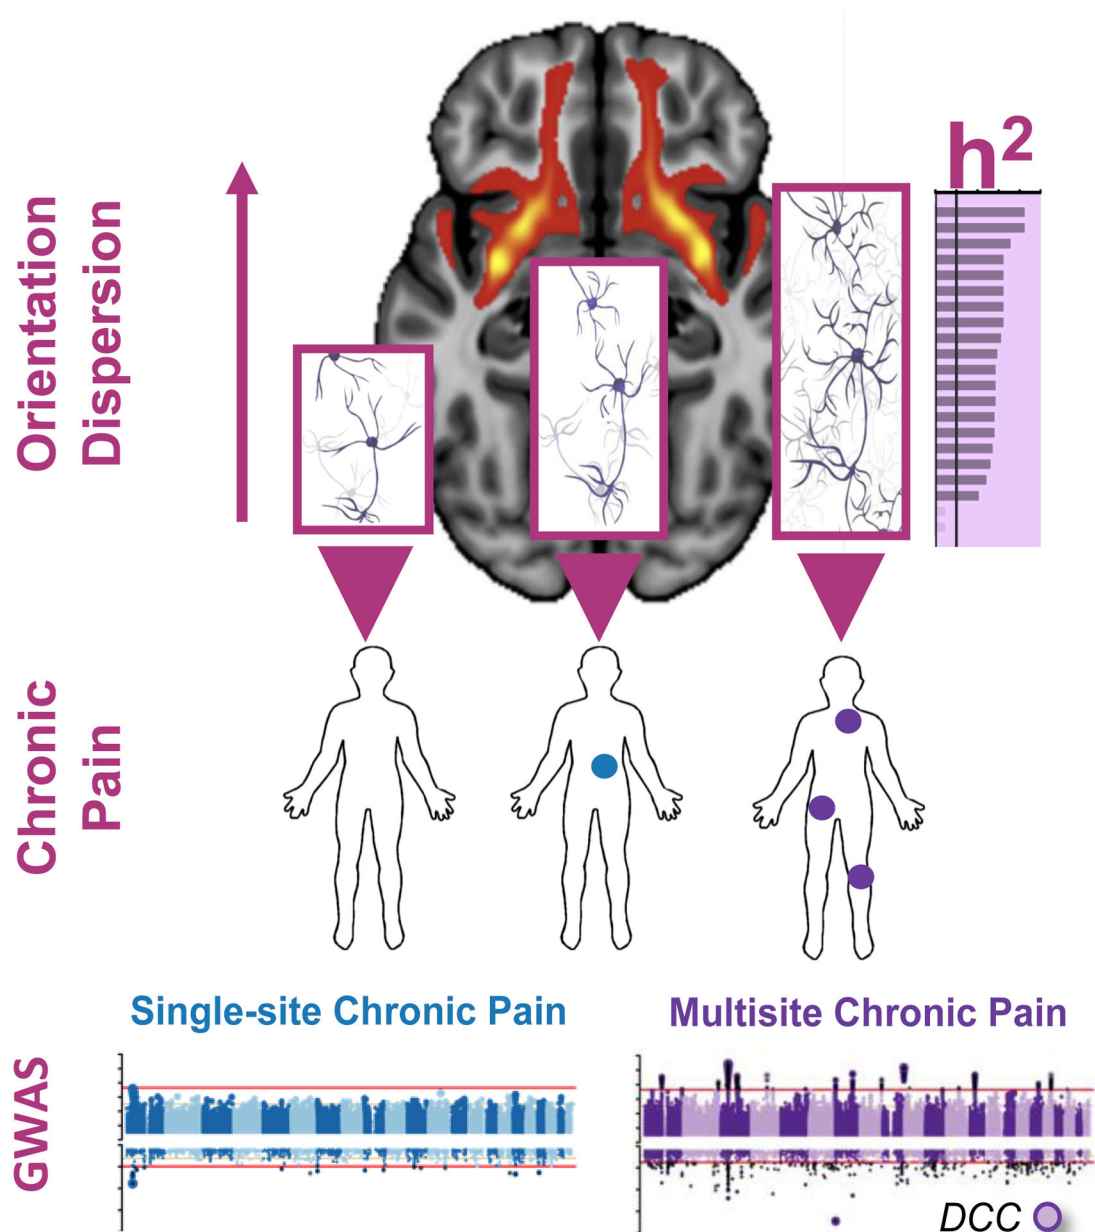 h²
Orientation
Dispersion
Chronic
Pain
Single-site Chronic Pain
Multisite Chronic Pain
GWAS
DCC